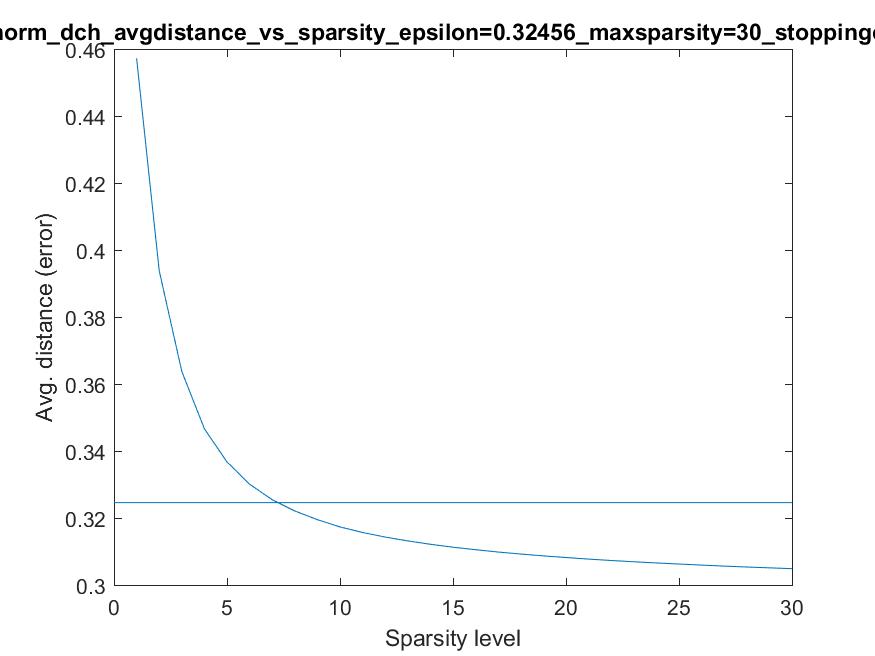 norm_dch_avgdistance_vs_sparsity_epsilon=0.32456_maxsparsity=30_stoppinge
0.46
0.44
0.42
0.4
0.38
0.36
0.34
0.32
0.3
Avg. distance (error)
0 5 10 15 20 25 30
Sparsity level